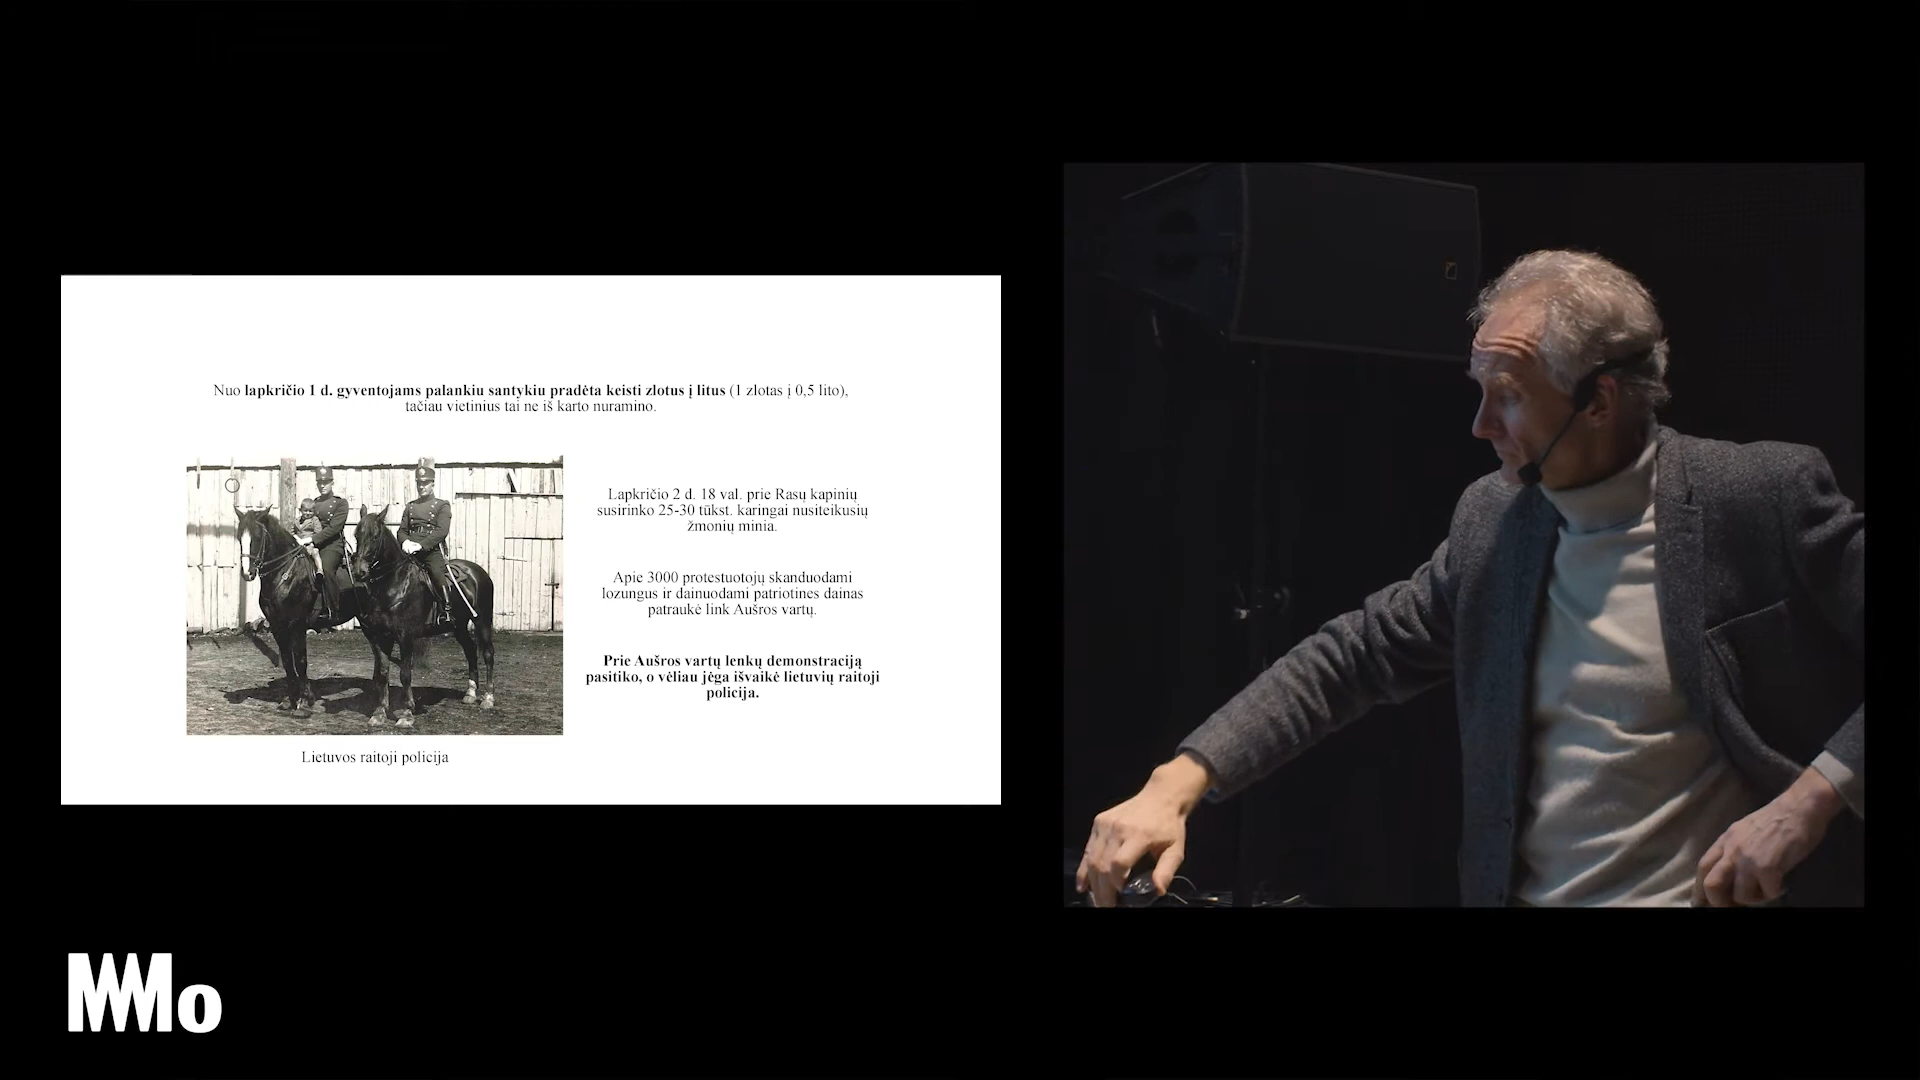 Nuo lapkričio 1 d. gyventojams palankiu santykiu pradėta keisti zlotus į litus (1 zlotas į 0,5 lito),
tačiau vietinius tai ne iš karto nuramino.
Lapkričio 2 d. 18 val. prie Rasų kapinių
susirinko 25-30 tūkst. karingai nusiteikusių
žmonių minia.
Apie 3000 protestuotojų skanduodami
lozungus ir dainuodami patriotines dainas
patraukė link Aušros vartų.
Prie Aušros vartų lenkų demonstraciją
pasitiko, o vėliau jėga išvaikė lietuvių raitoji
policija.
Lietuvos raitoji policija
MMo